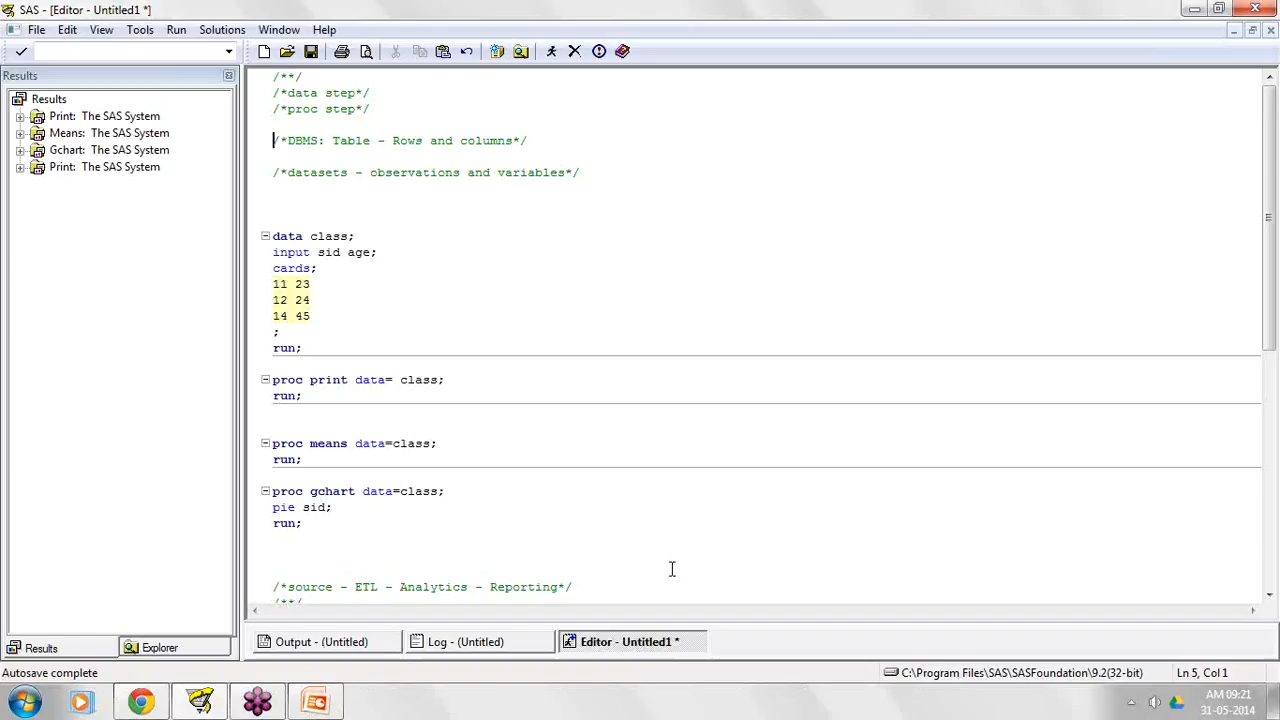 SAS - [Editor - Untitled1 *]
File Edit View Tools Run Solutions Window Help
Results
Results
Print: The SAS System
Means: The SAS System
Gchart: The SAS System
Print: The SAS System
/**/
/*data step*/
/*proc step*/
/*DBMS: Table - Rows and columns*/
/*datasets - observations and variables*/
data class;
input sid age;
cards;
11 23
12 24
14 45
;
run;
proc print data= class;
run;
proc means data=class;
run;
proc gchart data=class;
pie sid;
run;
/*source - ETL - Analytics - Reporting*/
/**/
Results Explorer
Output - (Untitled) Log - (Untitled) Editor - Untitled1 *
Autosave complete
C:\Program Files\SAS\SASFoundation\9.2(32-bit) Ln 5, Col 1
AM 09:21
31-05-2014